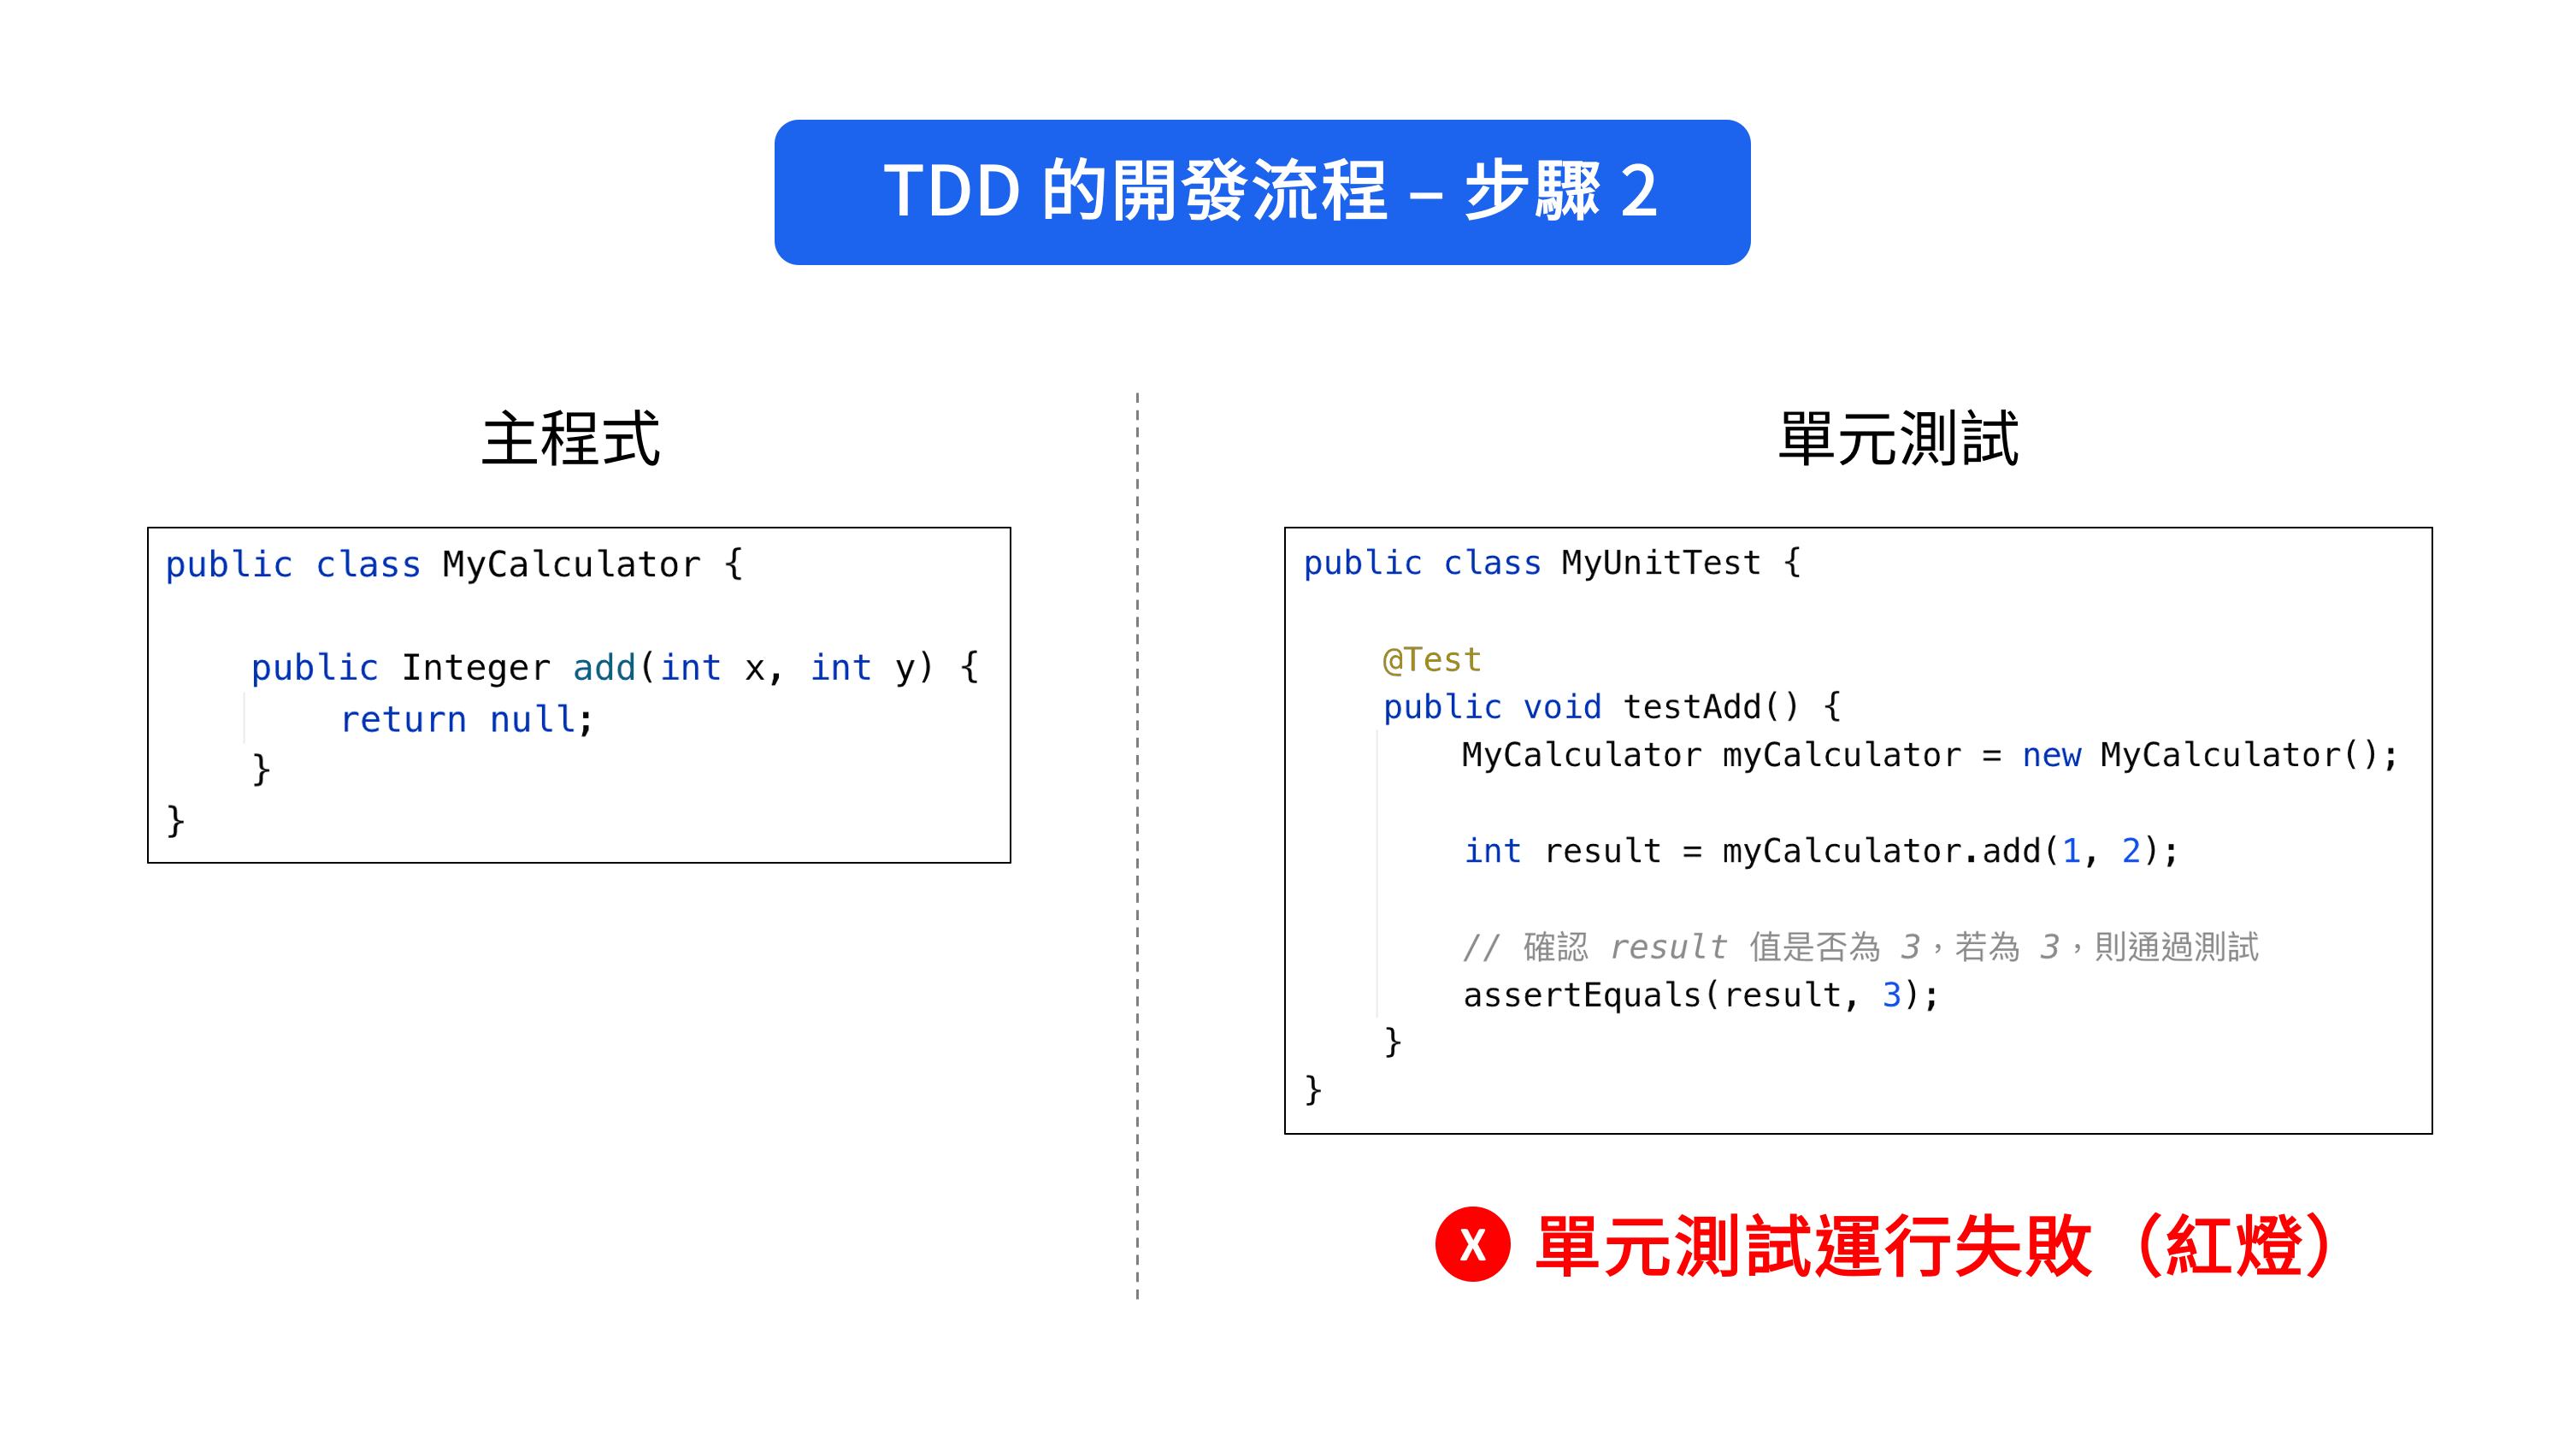 TDD 的開發流程 – 步驟 2
主程式
public class MyCalculator {
public Integer add(int x, int y) {
return null;
}
}
單元測試
public class MyUnitTest {
@Test
public void testAdd() {
MyCalculator myCalculator = new MyCalculator();
int result = myCalculator.add(1, 2);
// 確認 result 值是否為 3，若為 3，則通過測試
assertEquals(result, 3);
}
}
X 單元測試運行失敗（紅燈）